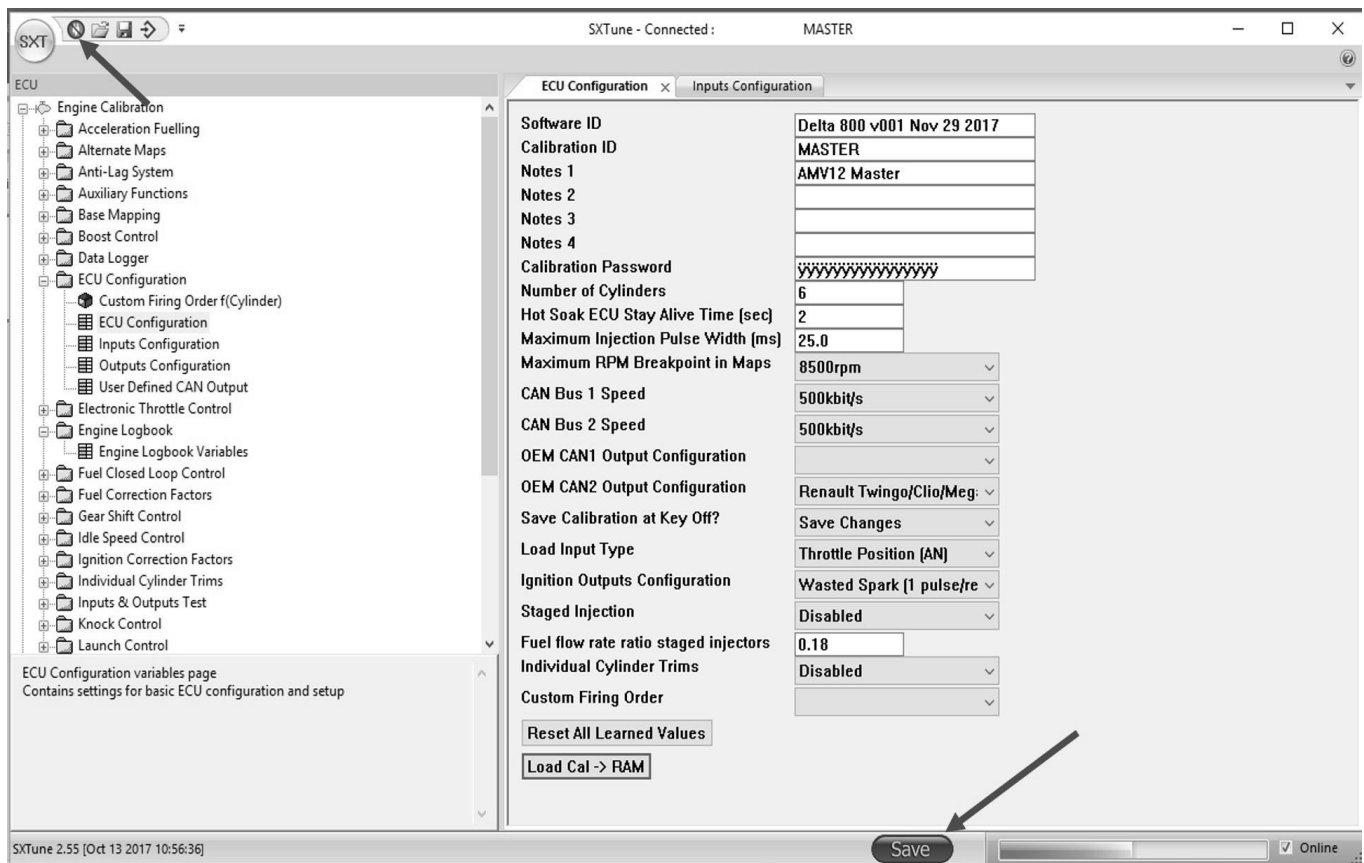 SXT
SXTune - Connected : MASTER
ECU
Engine Calibration
Acceleration Fuelling
Alternate Maps
Anti-Lag System
Auxiliary Functions
Base Mapping
Boost Control
Data Logger
ECU Configuration
Custom Firing Order f(Cylinder)
ECU Configuration
Inputs Configuration
Outputs Configuration
User Defined CAN Output
Electronic Throttle Control
Engine Logbook
Engine Logbook Variables
Fuel Closed Loop Control
Fuel Correction Factors
Gear Shift Control
Idle Speed Control
Ignition Correction Factors
Individual Cylinder Trims
Inputs & Outputs Test
Knock Control
Launch Control
ECU Configuration variables page
Contains settings for basic ECU configuration and setup
ECU Configuration x Inputs Configuration
Software ID Delta 800 v001 Nov 29 2017
Calibration ID MASTER
Notes 1 AMV12 Master
Notes 2
Notes 3
Notes 4
Calibration Password ÿÿÿÿÿÿÿÿÿÿÿÿÿÿÿÿ
Number of Cylinders 6
Hot Soak ECU Stay Alive Time (sec) 2
Maximum Injection Pulse Width (ms) 25.0
Maximum RPM Breakpoint in Maps 8500rpm
CAN Bus 1 Speed 500kbit/s
CAN Bus 2 Speed 500kbit/s
OEM CAN1 Output Configuration
OEM CAN2 Output Configuration Renault Twingo/Clio/Meg:
Save Calibration at Key Off? Save Changes
Load Input Type Throttle Position (AN)
Ignition Outputs Configuration Wasted Spark (1 pulse/re
Staged Injection Disabled
Fuel flow rate ratio staged injectors 0.18
Individual Cylinder Trims Disabled
Custom Firing Order
Reset All Learned Values
Load Cal -> RAM
SXTune 2.55 [Oct 13 2017 10:56:36] Save Online